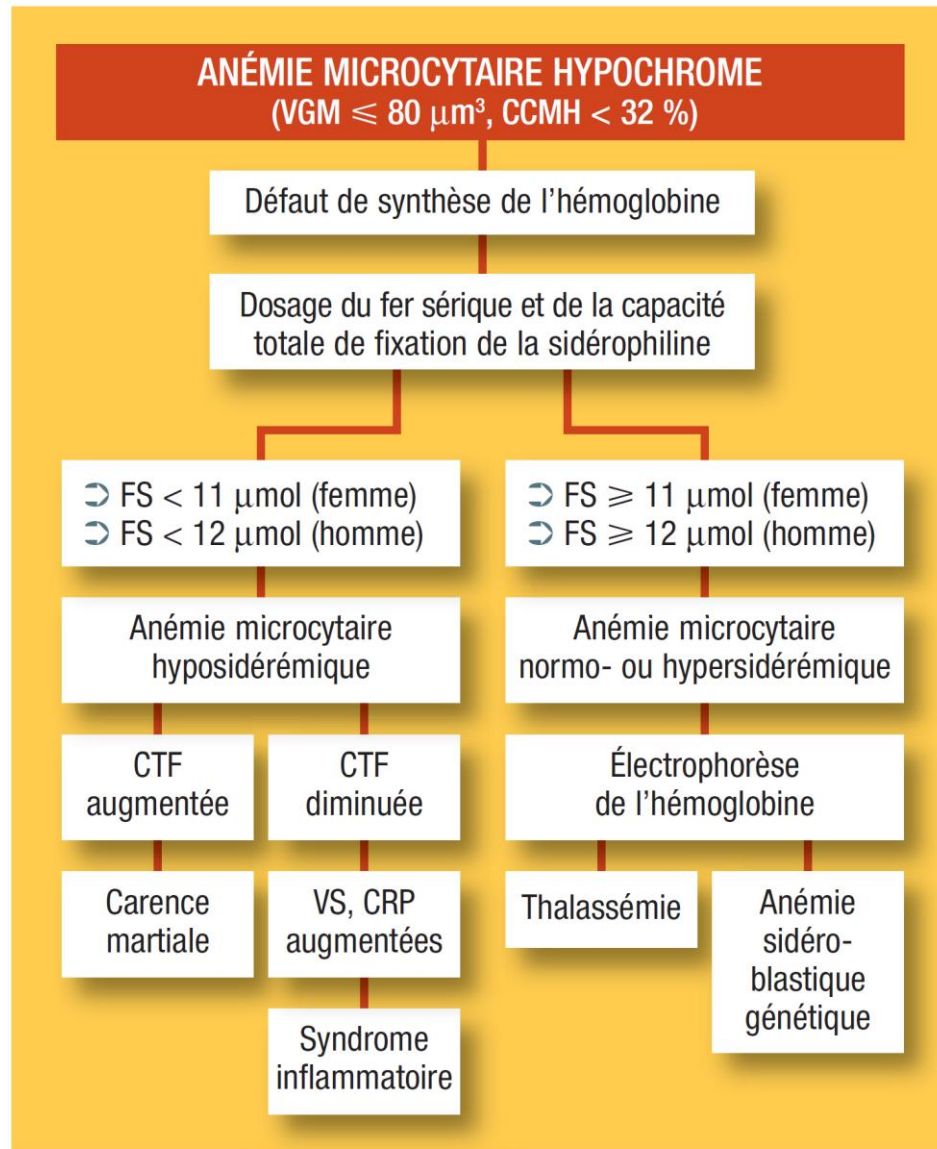 ANÉMIE MICROCYTAIRE HYPOCHROME
(VGM ⩽ 80 μm³, CCMH < 32 %)
Défaut de synthèse de l’hémoglobine
Dosage du fer sérique et de la capacité
totale de fixation de la sidérophiline
➲ FS < 11 μmol (femme)
➲ FS < 12 μmol (homme)
➲ FS ⩾ 11 μmol (femme)
➲ FS ⩾ 12 μmol (homme)
Anémie microcytaire
hyposidérémique
Anémie microcytaire
normo- ou hypersidérémique
CTF
augmentée
CTF
diminuée
Électrophorèse
de l’hémoglobine
Carence
martiale
VS, CRP
augmentées
Thalassémie
Anémie
sidéro-
blastique
génétique
Syndrome
inflammatoire